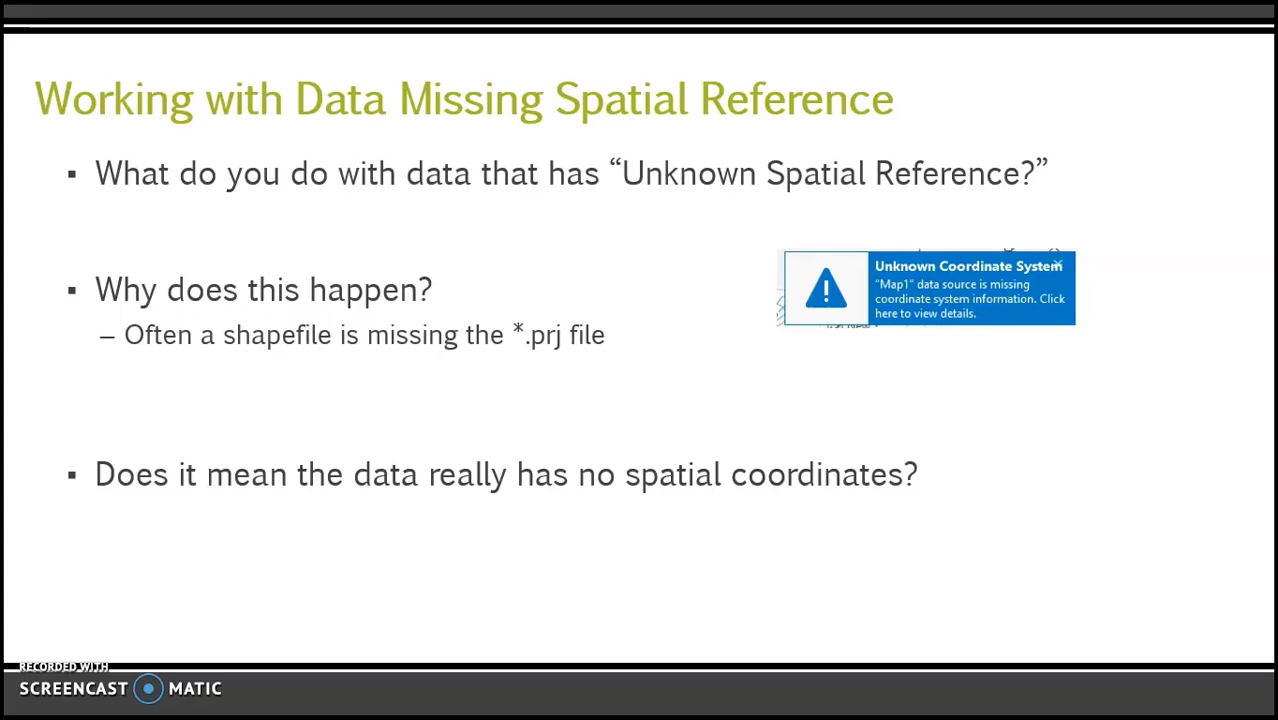 Working with Data Missing Spatial Reference
▪ What do you do with data that has “Unknown Spatial Reference?”
Unknown Coordinate System
"Map1" data source is missing
coordinate system information. Click
here to view details.
▪ Why does this happen?
– Often a shapefile is missing the *.prj file
▪ Does it mean the data really has no spatial coordinates?
RECORDED WITH
SCREENCAST MATIC